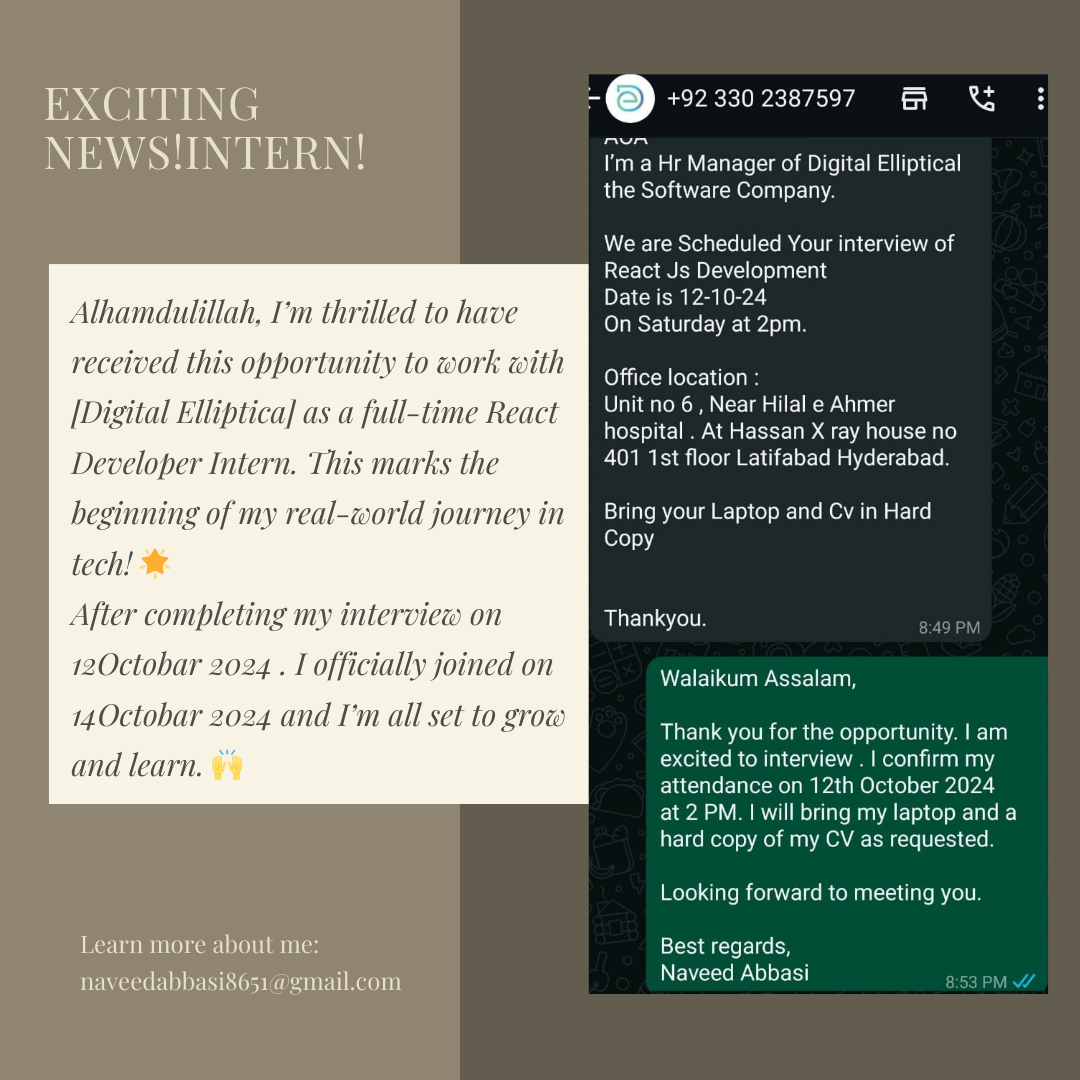 EXCITING
NEWS!INTERN!
Alhamdulillah, I'm thrilled to have
received this opportunity to work with
[Digital Elliptica] as a full-time React
Developer Intern. This marks the
beginning of my real-world journey in
tech! 🌟
After completing my interview on
12Octobar 2024 . I officially joined on
14Octobar 2024 and I'm all set to grow
and learn. 🙌
Learn more about me:
naveedabbasi8651@gmail.com
+92 330 2387597
AOA
I'm a Hr Manager of Digital Elliptical
the Software Company.
We are Scheduled Your interview of
React Js Development
Date is 12-10-24
On Saturday at 2pm.
Office location :
Unit no 6 , Near Hilal e Ahmer
hospital . At Hassan X ray house no
401 1st floor Latifabad Hyderabad.
Bring your Laptop and Cv in Hard
Copy
Thankyou.
8:49 PM
Walaikum Assalam,
Thank you for the opportunity. I am
excited to interview . I confirm my
attendance on 12th October 2024
at 2 PM. I will bring my laptop and a
hard copy of my CV as requested.
Looking forward to meeting you.
Best regards,
Naveed Abbasi
8:53 PM